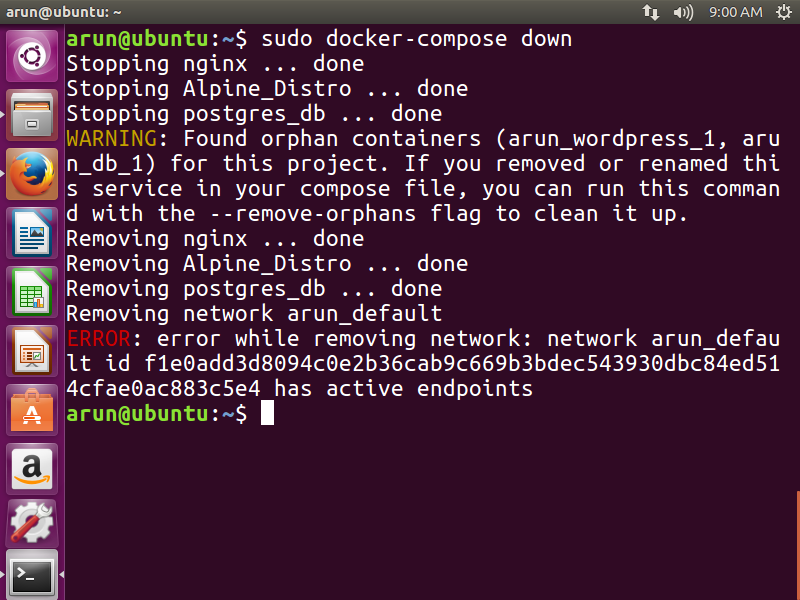 arun@ubuntu: ~
9:00 AM
arun@ubuntu:~$ sudo docker-compose down
Stopping nginx ... done
Stopping Alpine_Distro ... done
Stopping postgres_db ... done
WARNING: Found orphan containers (arun_wordpress_1, aru
n_db_1) for this project. If you removed or renamed thi
s service in your compose file, you can run this comman
d with the --remove-orphans flag to clean it up.
Removing nginx ... done
Removing Alpine_Distro ... done
Removing postgres_db ... done
Removing network arun_default
ERROR: error while removing network: network arun_defau
lt id f1e0add3d8094c0e2b36cab9c669b3bdec543930dbc84ed51
4cfae0ac883c5e4 has active endpoints
arun@ubuntu:~$